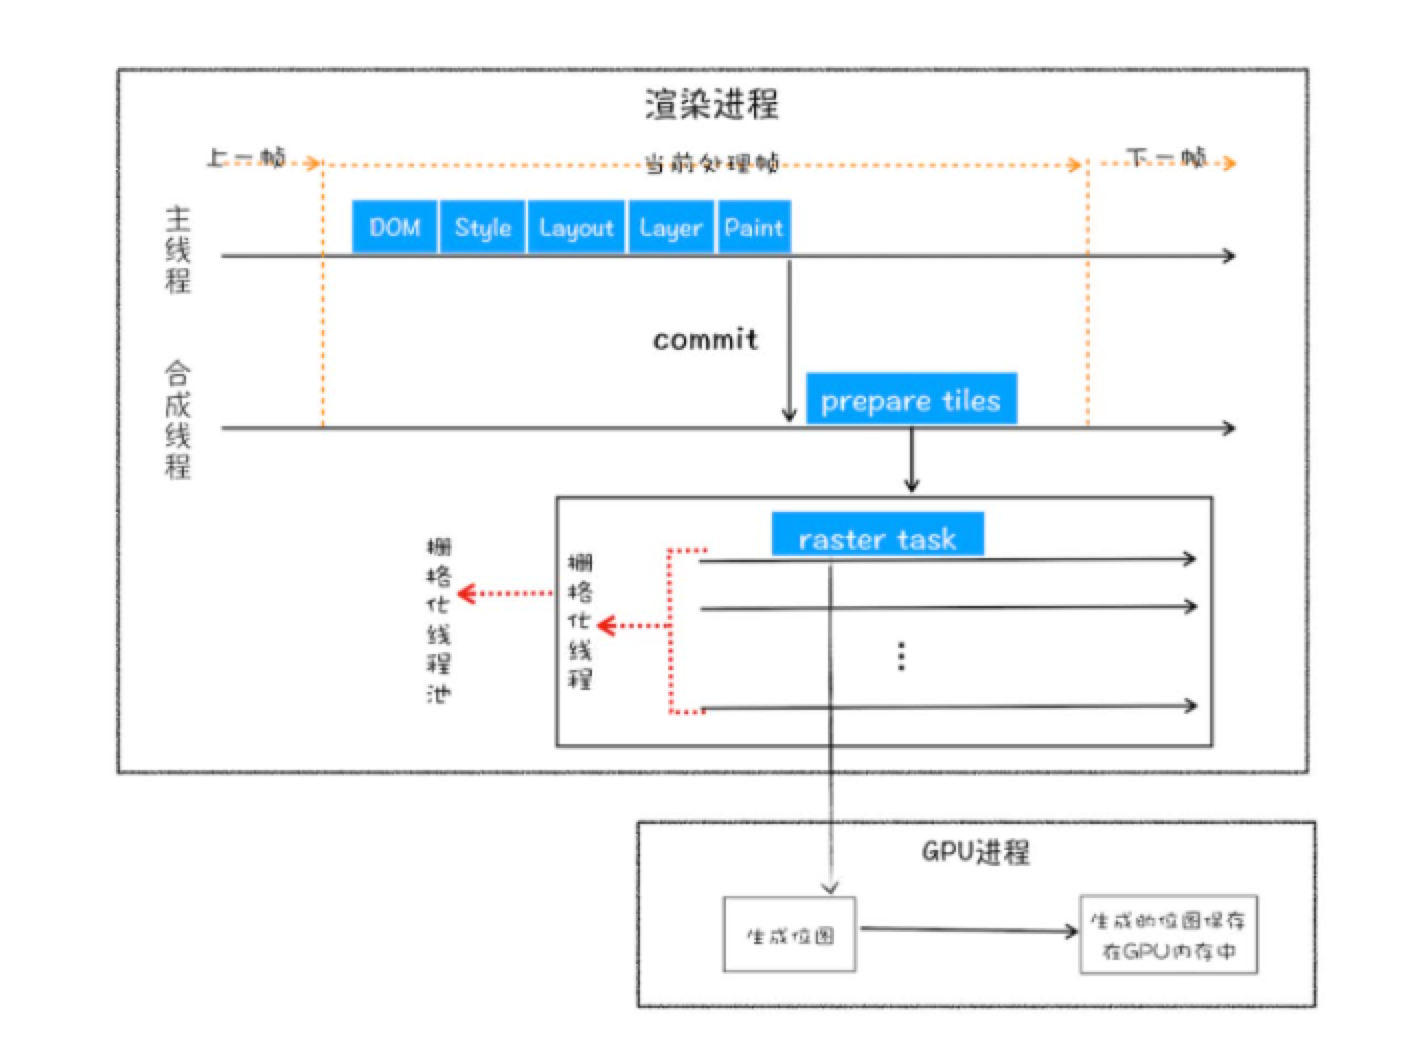 渲染进程
上一帧
当前处理帧
下一帧
主线程
DOM
Style
Layout
Layer
Paint
commit
合成线程
prepare tiles
raster task
栅格化线程池
栅格化线程
GPU进程
生成位图
生成的位图保存
在GPU内存中